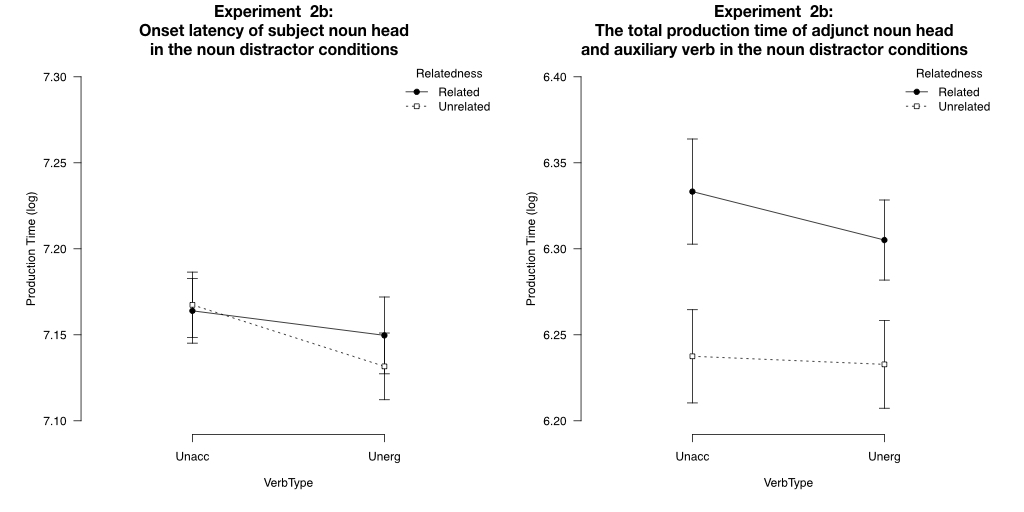 Experiment 2b:
Onset latency of subject noun head
in the noun distractor conditions
Relatedness
Related
Unrelated
7.30
7.25
7.20
7.15
7.10
Production Time (log)
Unacc
Unerg
VerbType
Experiment 2b:
The total production time of adjunct noun head
and auxiliary verb in the noun distractor conditions
Relatedness
Related
Unrelated
6.40
6.35
6.30
6.25
6.20
Production Time (log)
Unacc
Unerg
VerbType